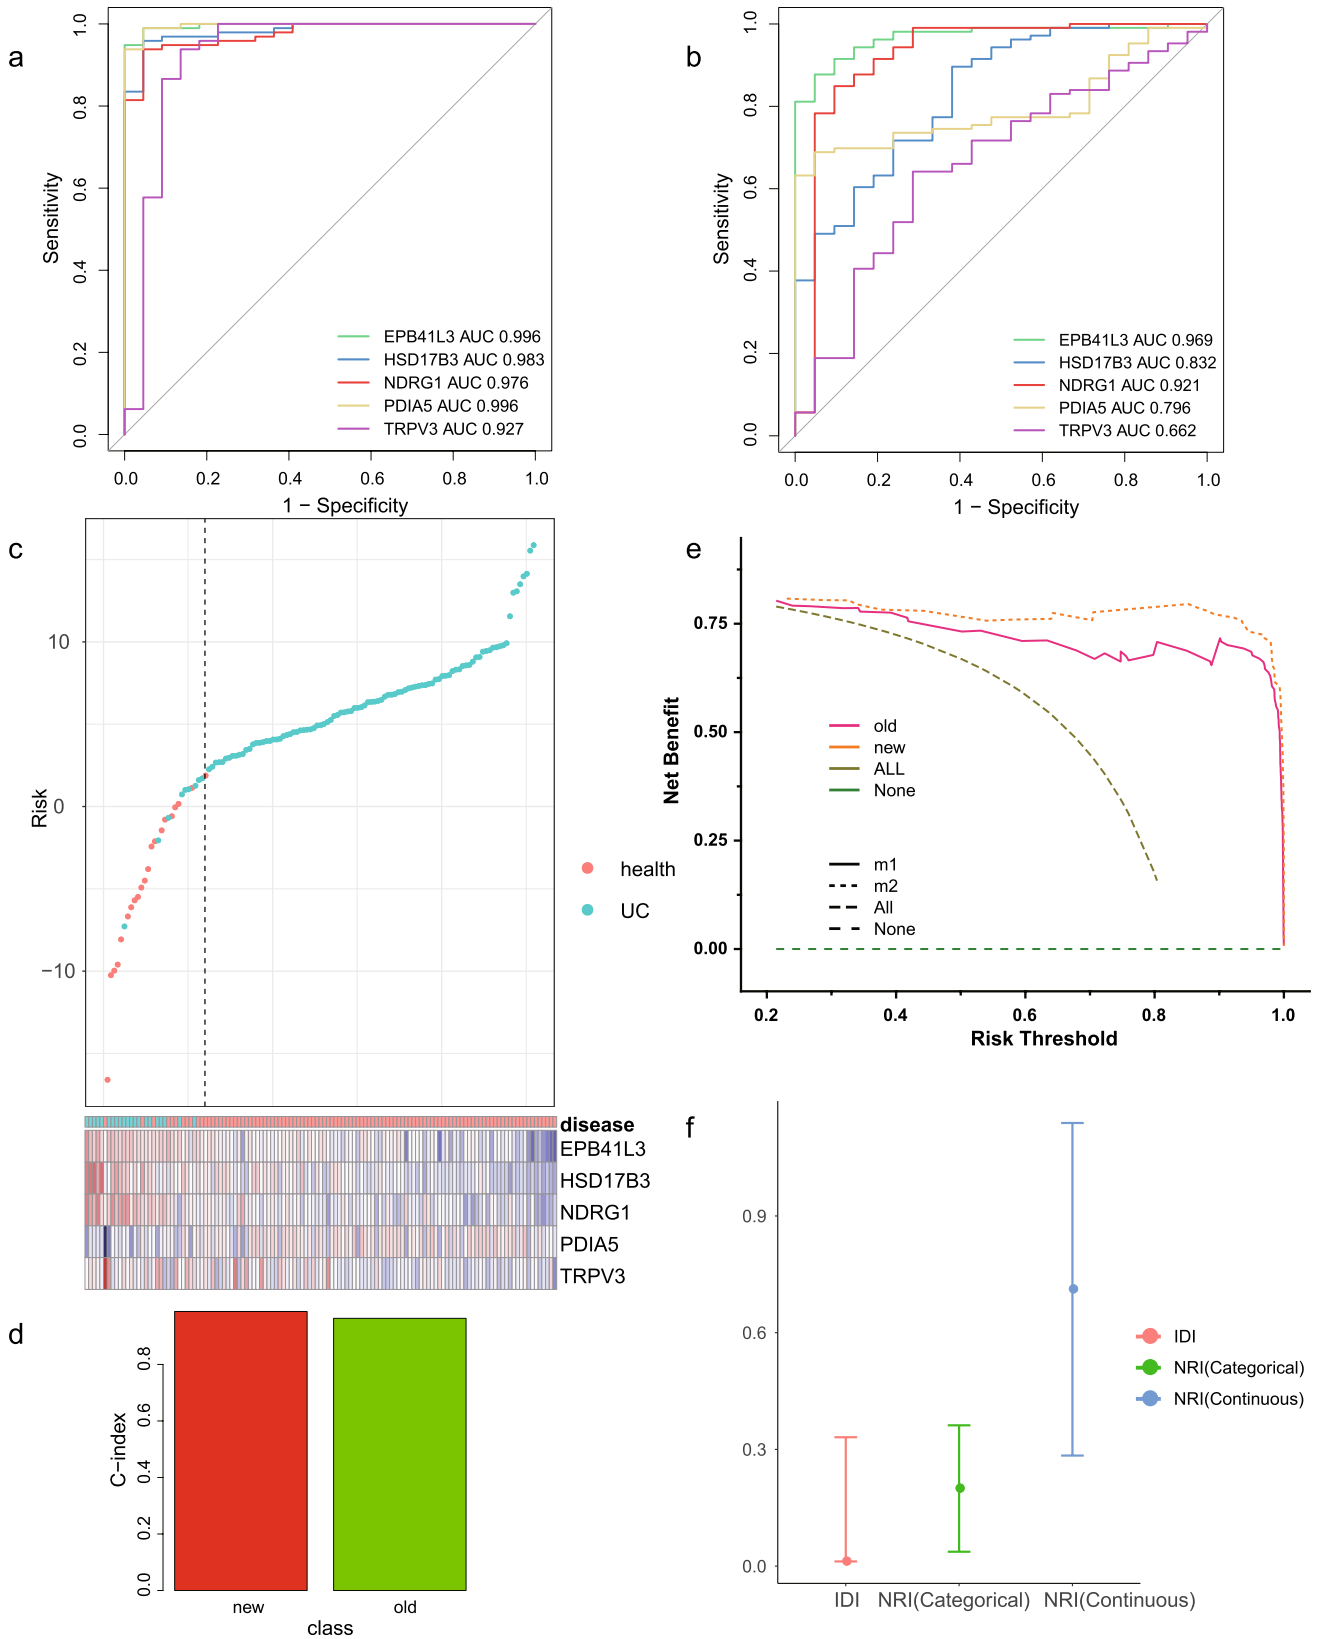 a
Sensitivity
1.0
0.8
0.6
0.4
0.2
0.0
EPB41L3 AUC 0.996
HSD17B3 AUC 0.983
NDRG1 AUC 0.976
PDIA5 AUC 0.996
TRPV3 AUC 0.927
0.0 0.2 0.4 0.6 0.8 1.0
1 − Specificity
b
Sensitivity
1.0
0.8
0.6
0.4
0.2
0.0
EPB41L3 AUC 0.969
HSD17B3 AUC 0.832
NDRG1 AUC 0.921
PDIA5 AUC 0.796
TRPV3 AUC 0.662
0.0 0.2 0.4 0.6 0.8 1.0
1 − Specificity
c
Risk
10
0
−10
health
UC
disease
EPB41L3
HSD17B3
NDRG1
PDIA5
TRPV3
d
C−index
0.8
0.6
0.4
0.2
0.0
new old
class
e
Net Benefit
0.75
0.50
0.25
0.00
old
new
ALL
None
m1
m2
All
None
0.2 0.4 0.6 0.8 1.0
Risk Threshold
f
0.9
0.6
0.3
0.0
IDI
NRI(Categorical)
NRI(Continuous)
IDI NRI(Categorical) NRI(Continuous)